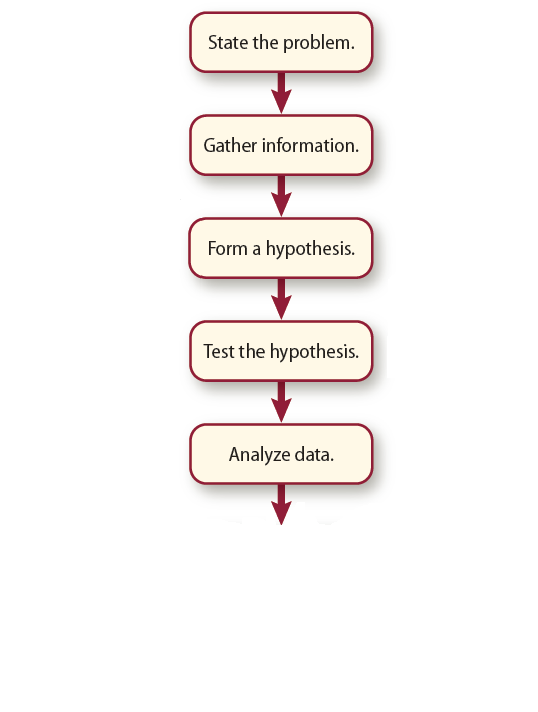 State the problem.
Gather information.
Form a hypothesis.
Test the hypothesis.
Analyze data.